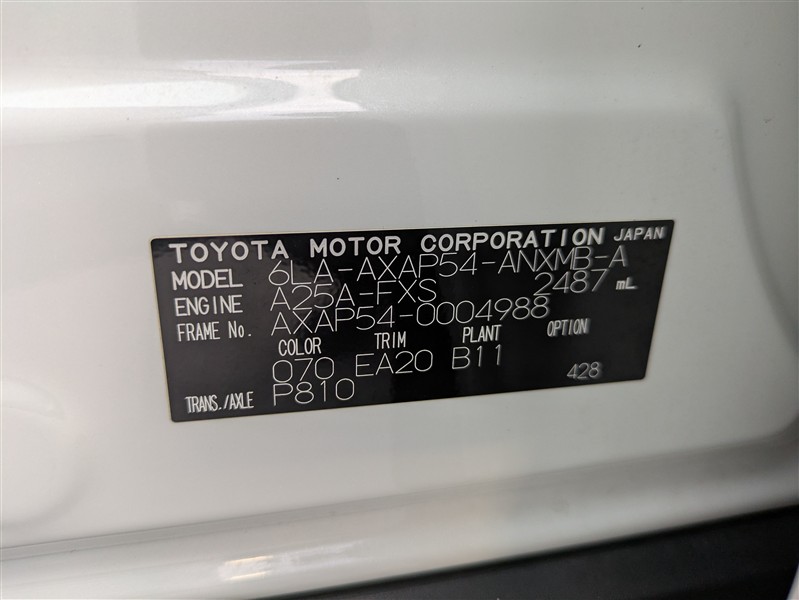 TOYOTA MOTOR CORPORATION JAPAN
MODEL 6LA-AXAP54-ANXMB-A
ENGINE A25A-FXS 2487 mL
FRAME No. AXAP54-0004988
COLOR TRIM PLANT OPTION
070 EA20 B11 428
TRANS./AXLE P810